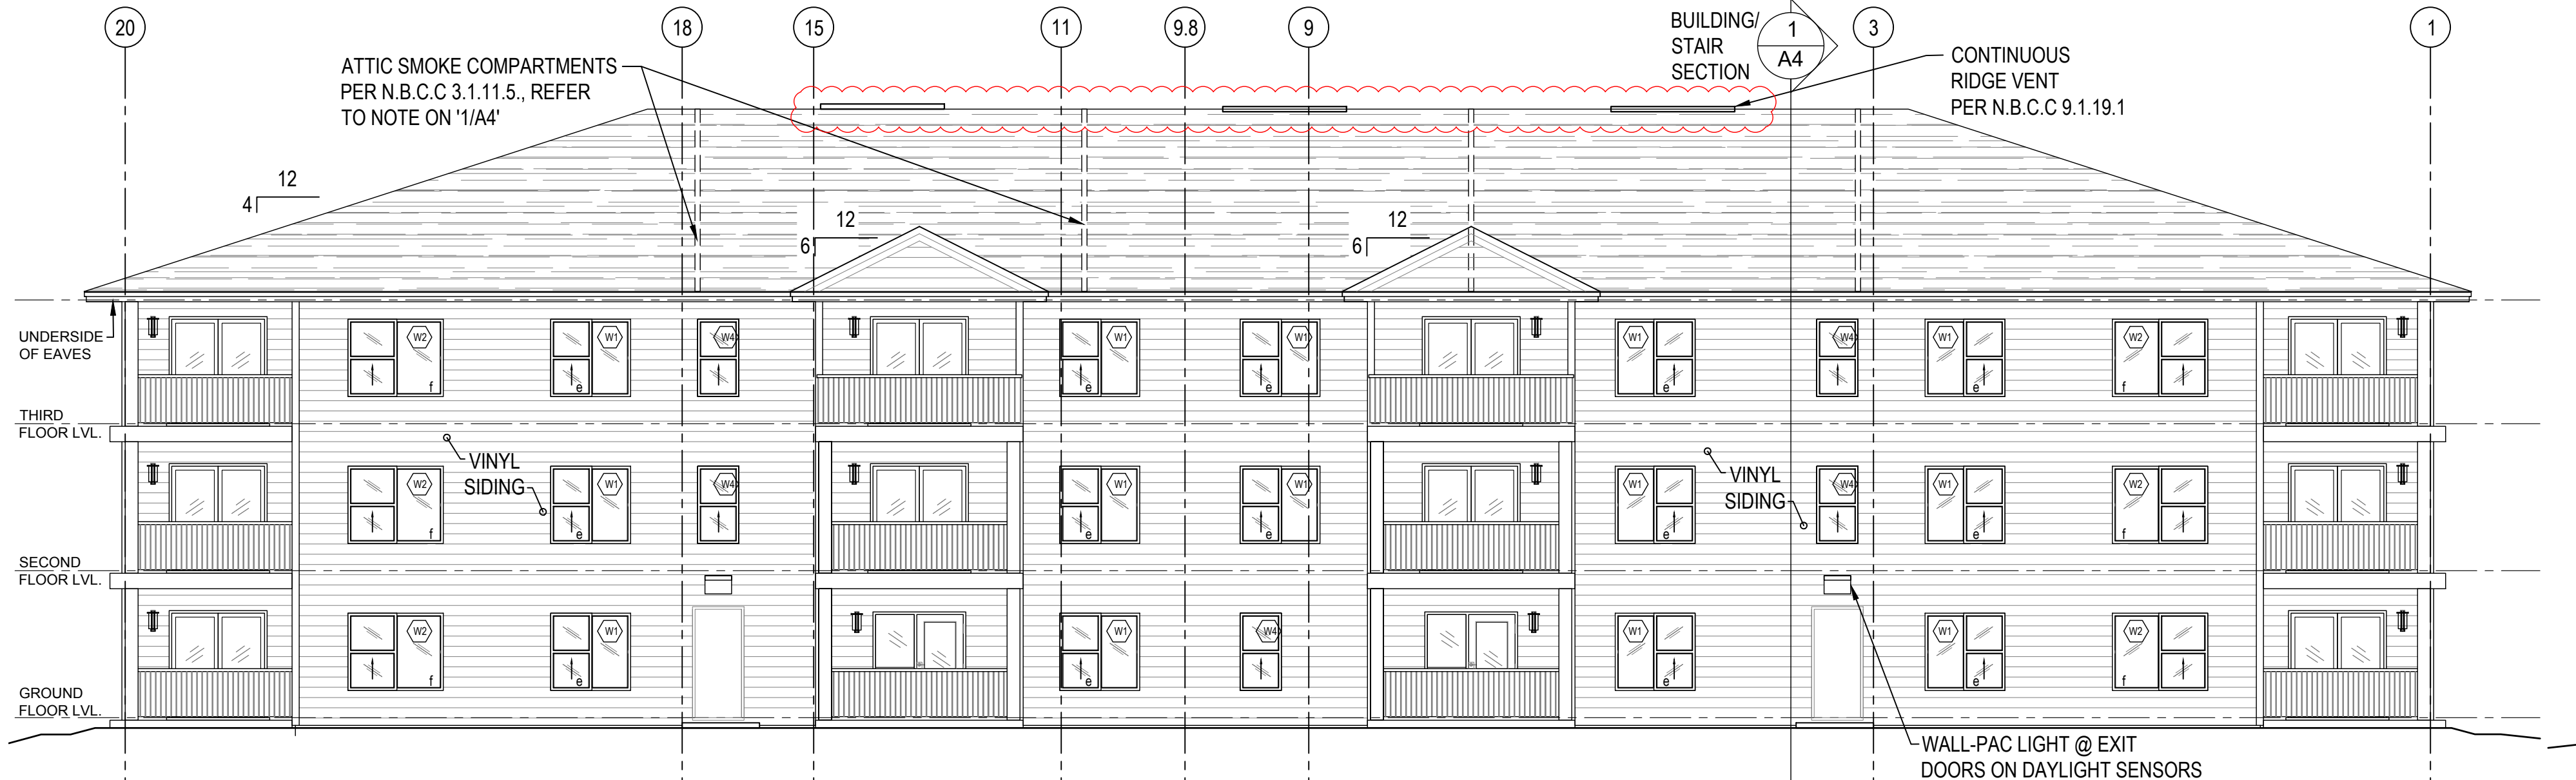 20
18
15
11
9.8
9
3
1
BUILDING/
STAIR
SECTION
1
A4
CONTINUOUS
RIDGE VENT
PER N.B.C.C 9.1.19.1
ATTIC SMOKE COMPARTMENTS
PER N.B.C.C 3.1.11.5., REFER
TO NOTE ON '1/A4'
12
4
12
6
12
6
UNDERSIDE
OF EAVES
W2
f
W1
e
W4
W1
e
W1
e
W1
e
W4
W1
e
W2
f
THIRD
FLOOR LVL.
VINYL
SIDING
VINYL
SIDING
W2
f
W1
e
W4
W1
e
W1
e
W1
e
W4
W1
e
W2
f
SECOND
FLOOR LVL.
W2
f
W1
e
W1
e
W4
W1
e
W1
e
W2
f
GROUND
FLOOR LVL.
WALL-PAC LIGHT @ EXIT
DOORS ON DAYLIGHT SENSORS